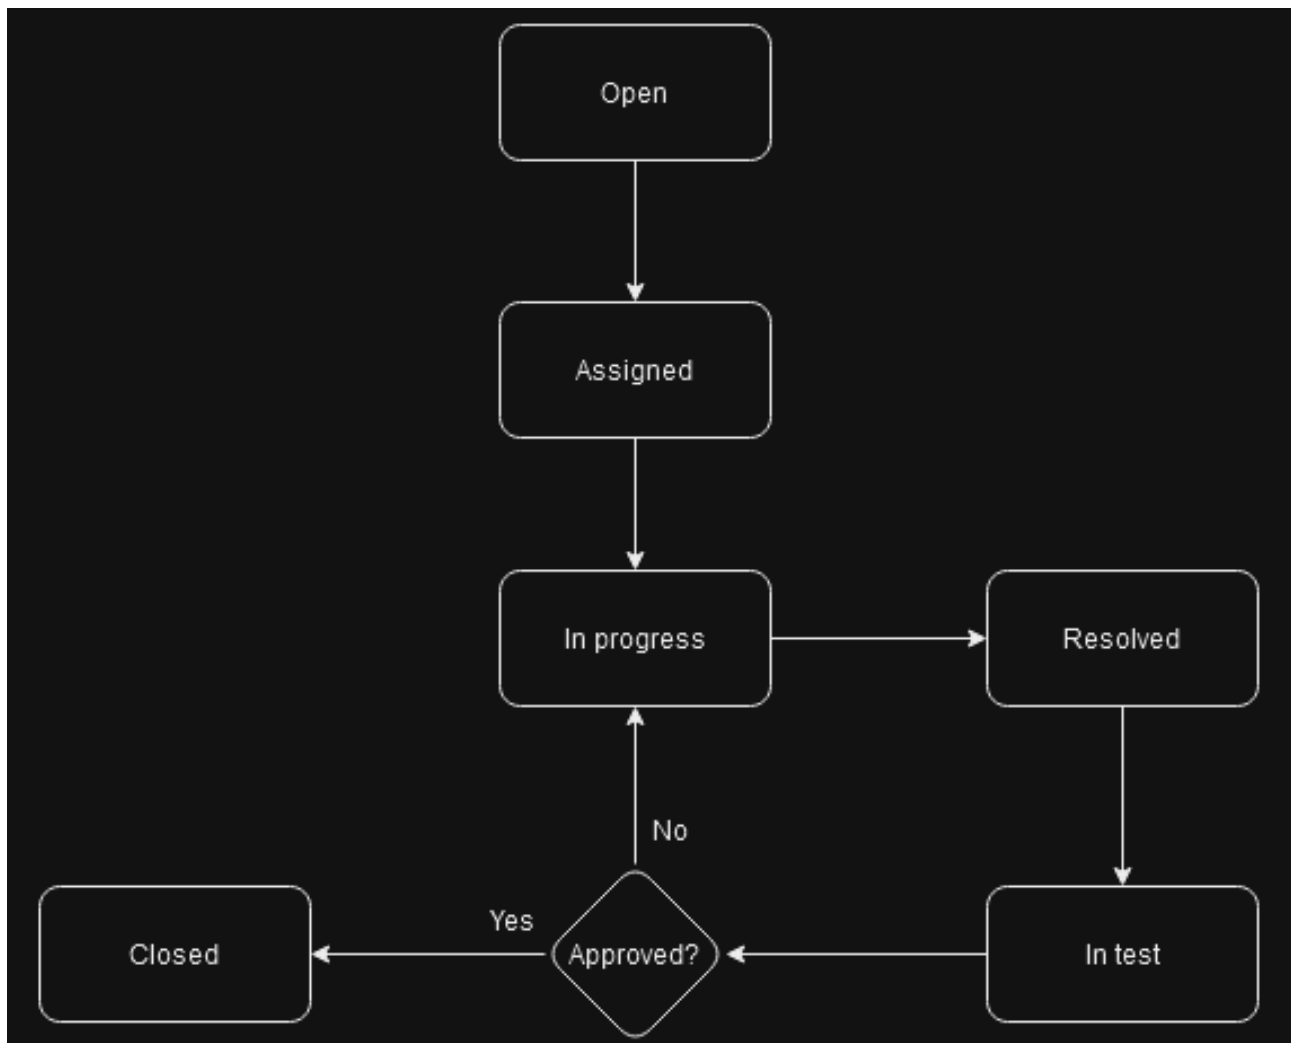 Open
Assigned
In progress
Resolved
No
Yes
Closed
Approved?
In test